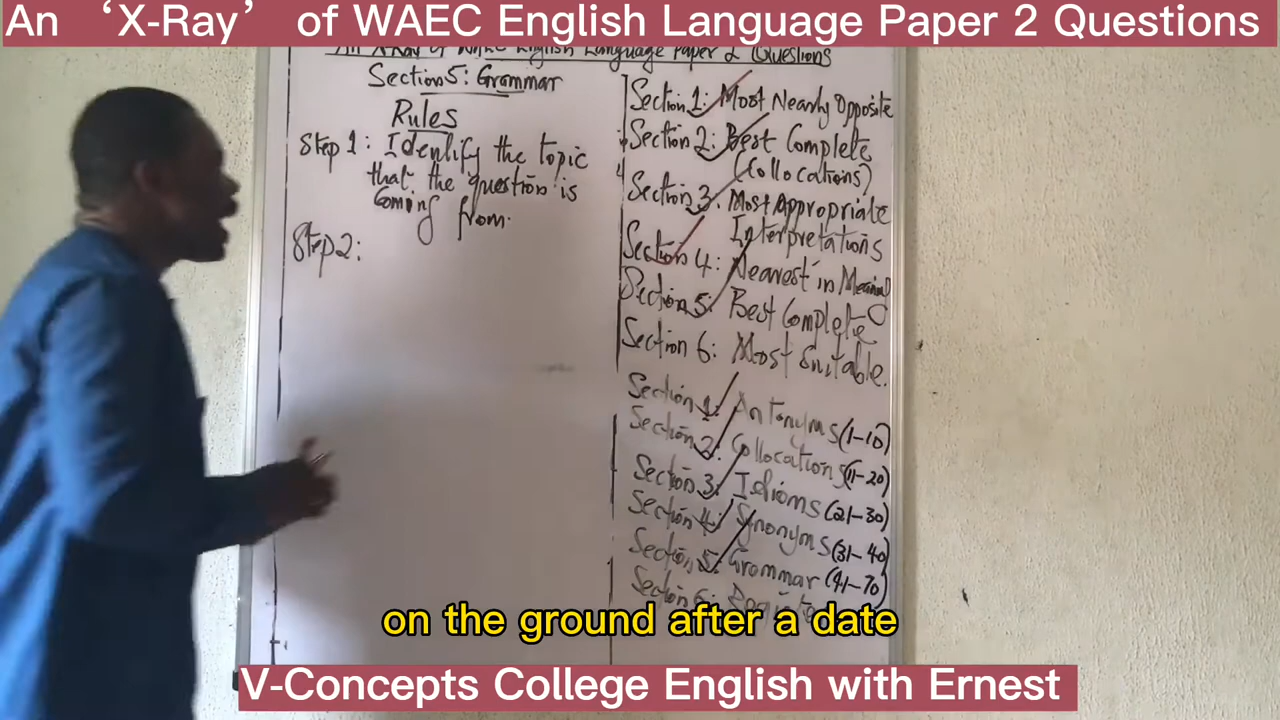 An ‘X-Ray’ of WAEC English Language Paper 2 Questions
An X-Ray of WAEC English Language Paper 2 Questions
Section 5: Grammar
Rules
Step 1: Identify the topic
that the question is
Coming from.
Step 2:
Section 1: Most Nearly Opposite
Section 2: Best Complete
(Collocations)
Section 3: Most Appropriate
Interpretations
Section 4: Nearest in Meaning
Section 5: Best Complete
Section 6: Most Suitable.
Section 1: Antonyms (1-10)
Section 2: Collocations (11-20)
Section 3: Idioms (21-30)
Section 4: Synonyms (31-40)
Section 5: Grammar (41-70)
Section 6:
on the ground after a date
V-Concepts College English with Ernest